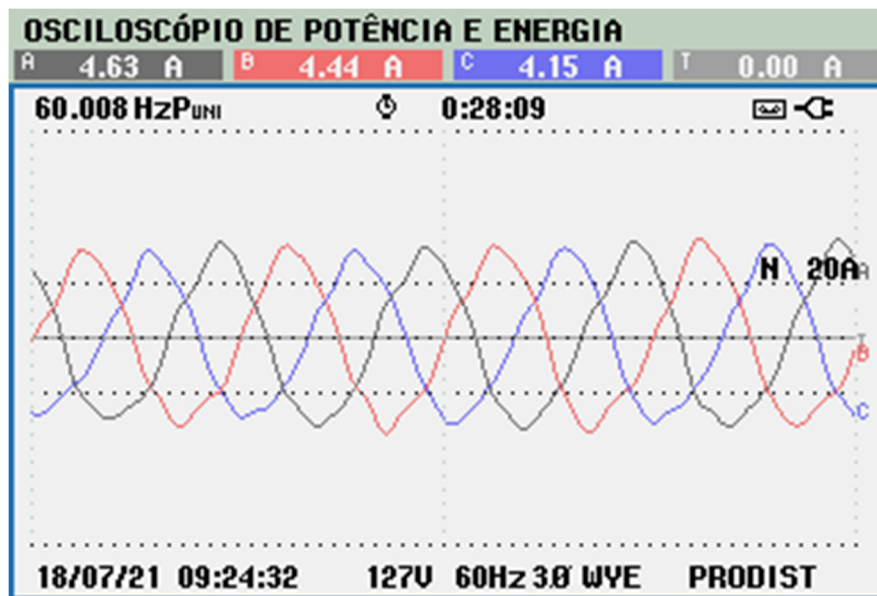 OSCILOSCÓPIO DE POTÊNCIA E ENERGIA
A 4.63 A B 4.44 A C 4.15 A T 0.00 A
60.008 HzPUNI 0:28:09
N 20A A
T
B
C
18/07/21 09:24:32 127V 60Hz 3Ø WYE PRODIST